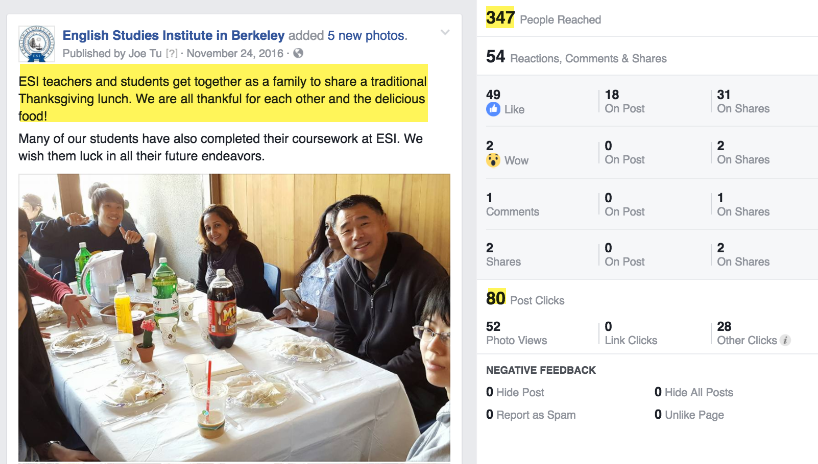 English Studies Institute in Berkeley added 5 new photos.
Published by Joe Tu [?] · November 24, 2016 ·
ESI teachers and students get together as a family to share a traditional
Thanksgiving lunch. We are all thankful for each other and the delicious
food!
Many of our students have also completed their coursework at ESI. We
wish them luck in all their future endeavors.
347 People Reached
54 Reactions, Comments & Shares
49 18 31
Like On Post On Shares
2 0 2
Wow On Post On Shares
1 0 1
Comments On Post On Shares
2 0 2
Shares On Post On Shares
80 Post Clicks
52 0 28
Photo Views Link Clicks Other Clicks i
NEGATIVE FEEDBACK
0 Hide Post 0 Hide All Posts
0 Report as Spam 0 Unlike Page